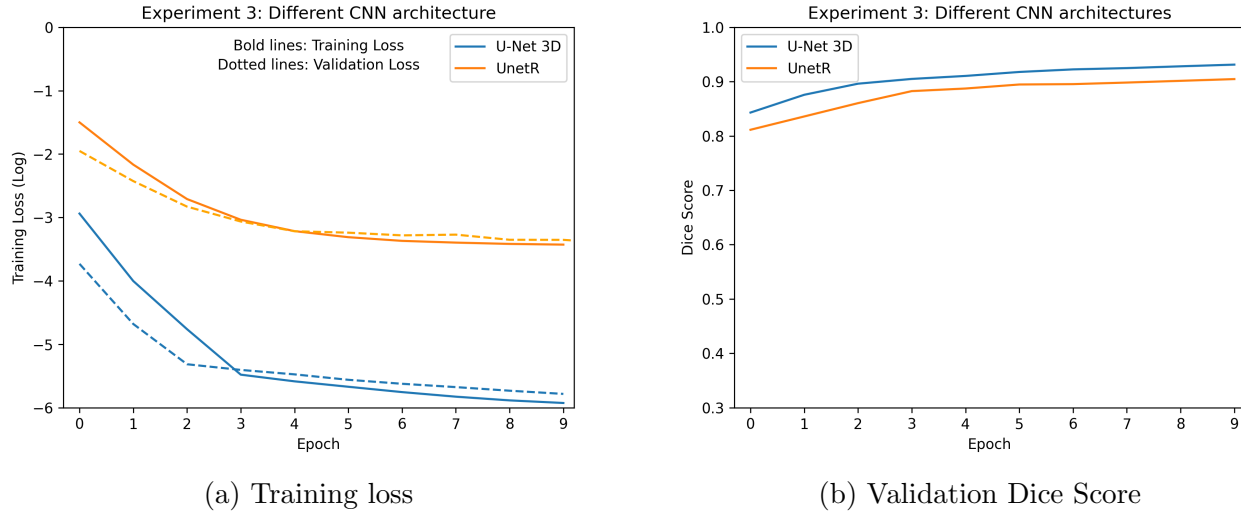 Experiment 3: Different CNN architecture
Bold lines: Training Loss
Dotted lines: Validation Loss
U-Net 3D
UnetR
Training Loss (Log)
0
−1
−2
−3
−4
−5
−6
0 1 2 3 4 5 6 7 8 9
Epoch
(a) Training loss
Experiment 3: Different CNN architectures
U-Net 3D
UnetR
Dice Score
1.0
0.9
0.8
0.7
0.6
0.5
0.4
0.3
0 1 2 3 4 5 6 7 8 9
Epoch
(b) Validation Dice Score